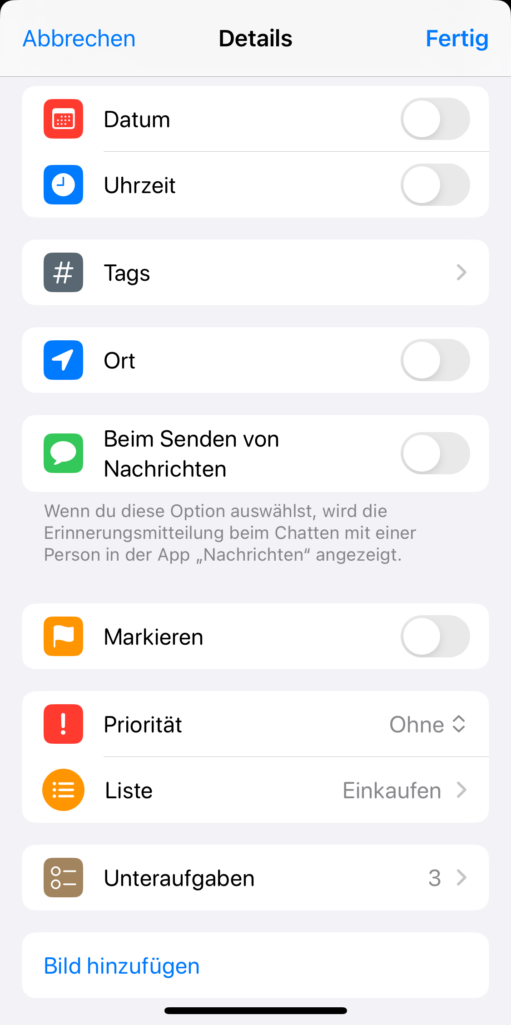 Abbrechen Details Fertig
Datum
Uhrzeit
# Tags
Ort
Beim Senden von
Nachrichten
Wenn du diese Option auswählst, wird die
Erinnerungsmitteilung beim Chatten mit einer
Person in der App „Nachrichten“ angezeigt.
Markieren
! Priorität Ohne
Liste Einkaufen
Unteraufgaben 3
Bild hinzufügen